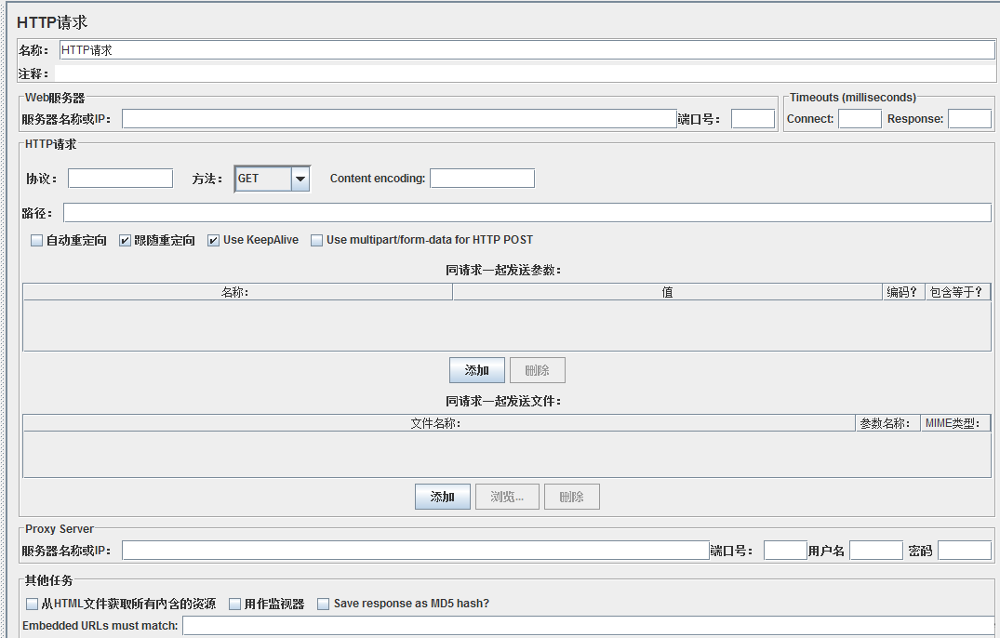 HTTP请求
名称： HTTP请求
注释：
Web服务器 Timeouts (milliseconds)
服务器名称或IP： 端口号： Connect: Response:
HTTP请求
协议： 方法： GET Content encoding:
路径：
自动重定向 跟随重定向 Use KeepAlive Use multipart/form-data for HTTP POST
同请求一起发送参数：
名称： 值 编码? 包含等于?
添加 删除
同请求一起发送文件：
文件名称： 参数名称： MIME类型：
添加 浏览... 删除
Proxy Server
服务器名称或IP： 端口号： 用户名 密码
其他任务
从HTML文件获取所有内含的资源 用作监视器 Save response as MD5 hash?
Embedded URLs must match: